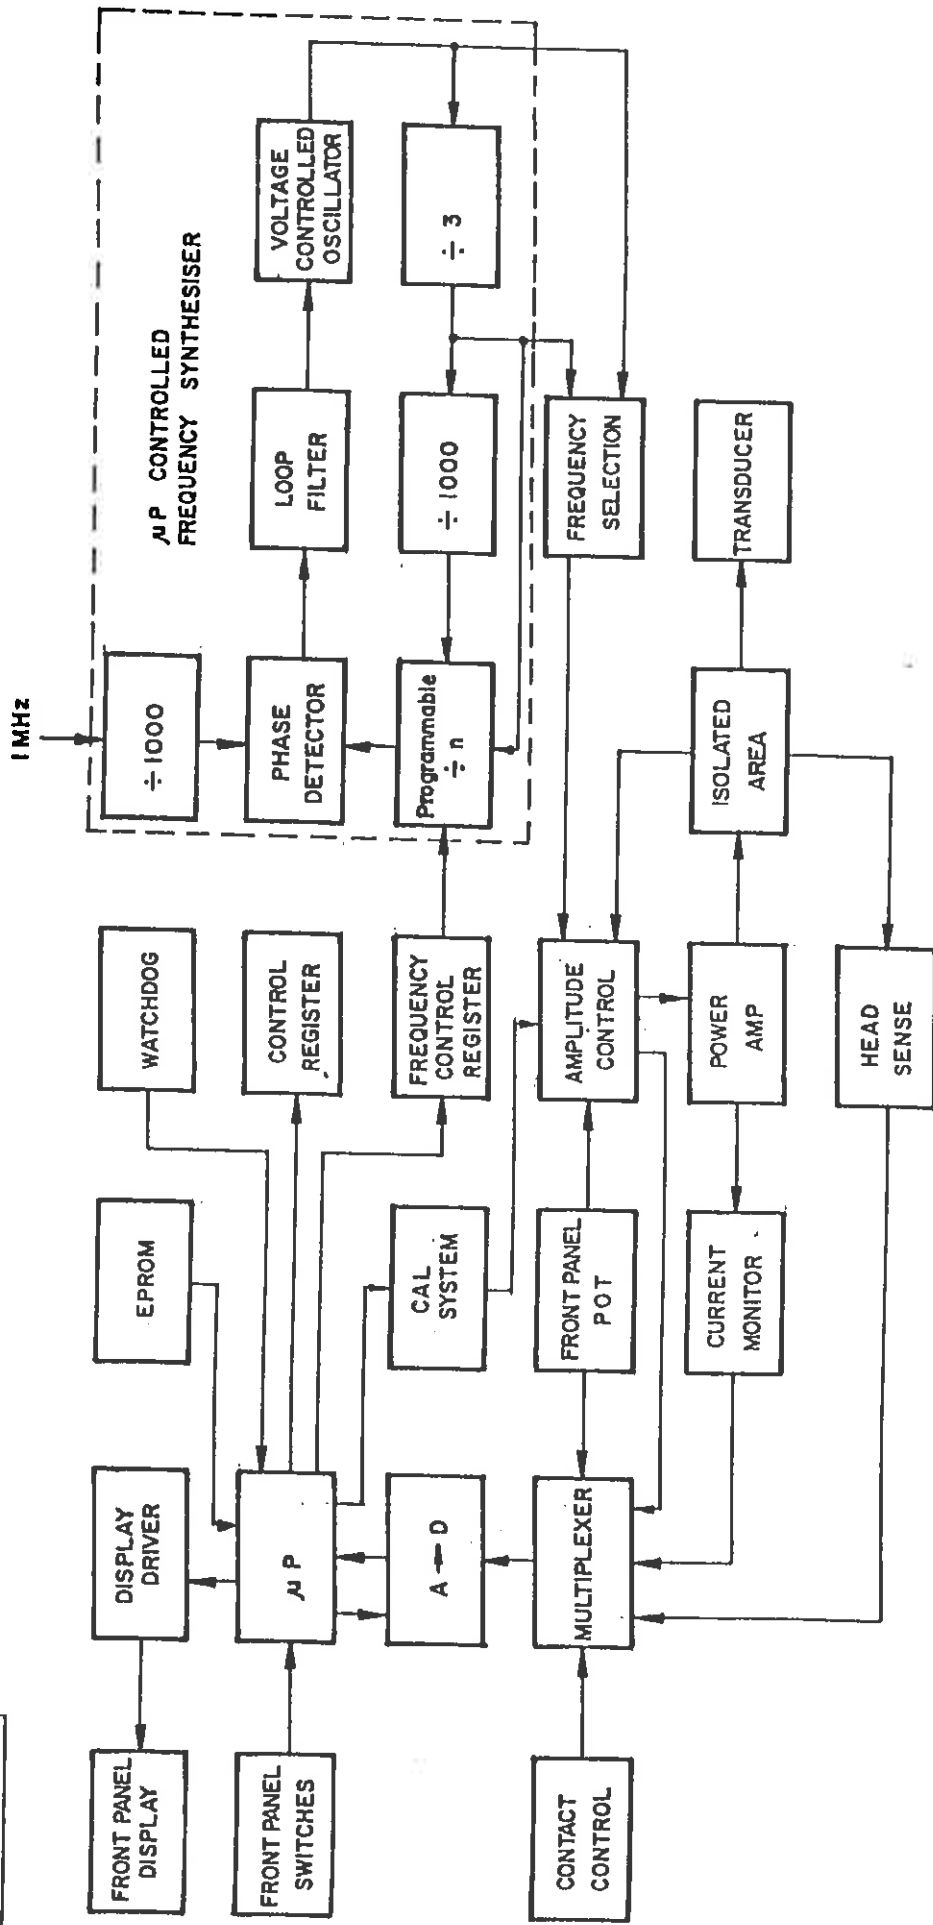 1 MHz
÷1000
μP CONTROLLED
FREQUENCY SYNTHESISER
PHASE
DETECTOR
LOOP
FILTER
VOLTAGE
CONTROLLED
OSCILLATOR
Programmable
÷ n
÷ 1000
÷ 3
WATCHDOG
CONTROL
REGISTER
FREQUENCY
CONTROL
REGISTER
FREQUENCY
SELECTION
EPROM
CAL
SYSTEM
AMPLITUDE
CONTROL
ISOLATED
AREA
TRANSDUCER
DISPLAY
DRIVER
μP
A → D
FRONT PANEL
POT
POWER
AMP
CURRENT
MONITOR
HEAD
SENSE
MULTIPLEXER
FRONT PANEL
DISPLAY
FRONT PANEL
SWITCHES
CONTACT
CONTROL